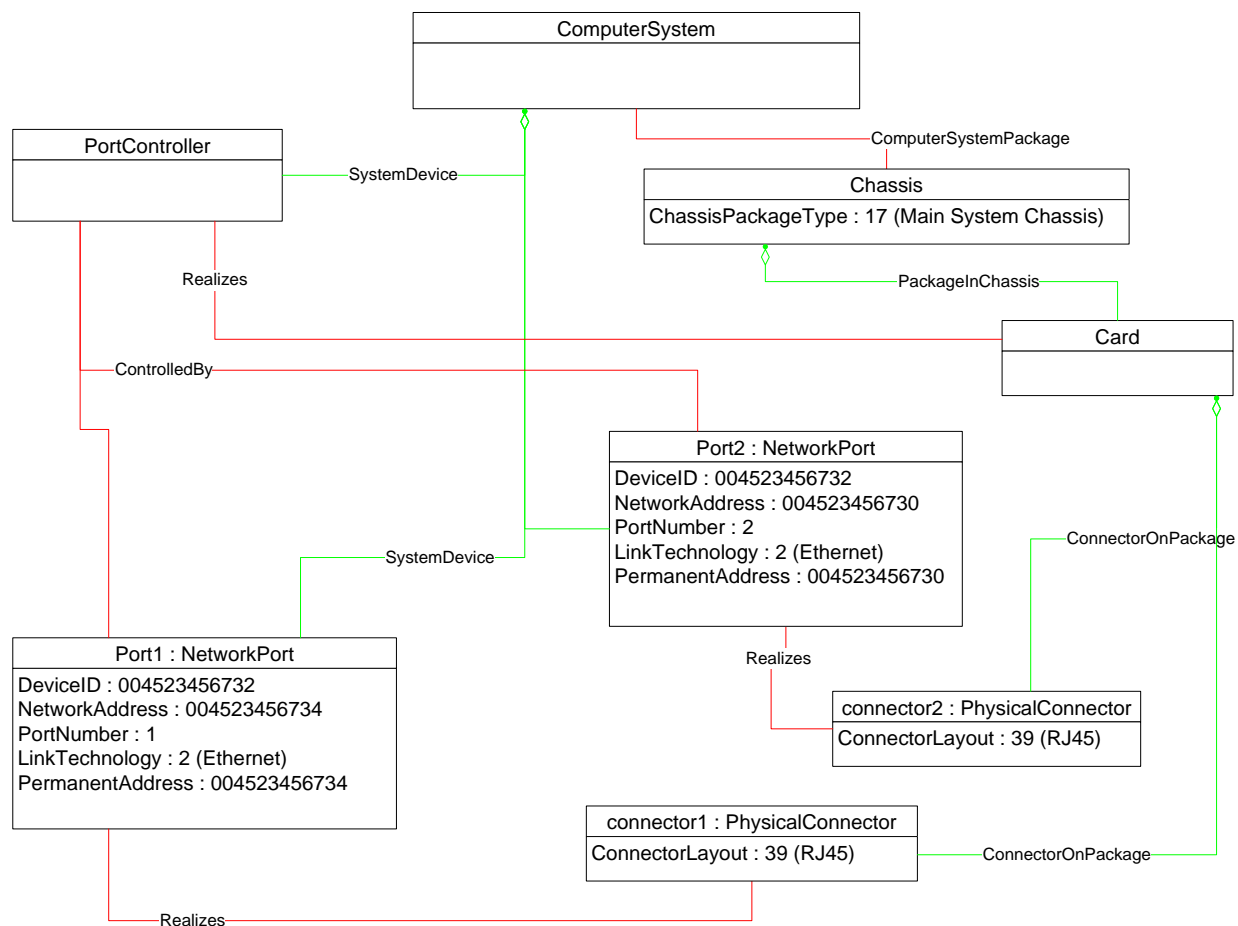 ComputerSystem
PortController
ComputerSystemPackage
SystemDevice
Chassis
ChassisPackageType : 17 (Main System Chassis)
Realizes
PackageInChassis
Card
ControlledBy
Port2 : NetworkPort
DeviceID : 004523456732
NetworkAddress : 004523456730
PortNumber : 2
LinkTechnology : 2 (Ethernet)
PermanentAddress : 004523456730
ConnectorOnPackage
SystemDevice
Port1 : NetworkPort
DeviceID : 004523456732
NetworkAddress : 004523456734
PortNumber : 1
LinkTechnology : 2 (Ethernet)
PermanentAddress : 004523456734
Realizes
connector2 : PhysicalConnector
ConnectorLayout : 39 (RJ45)
connector1 : PhysicalConnector
ConnectorLayout : 39 (RJ45)
ConnectorOnPackage
Realizes